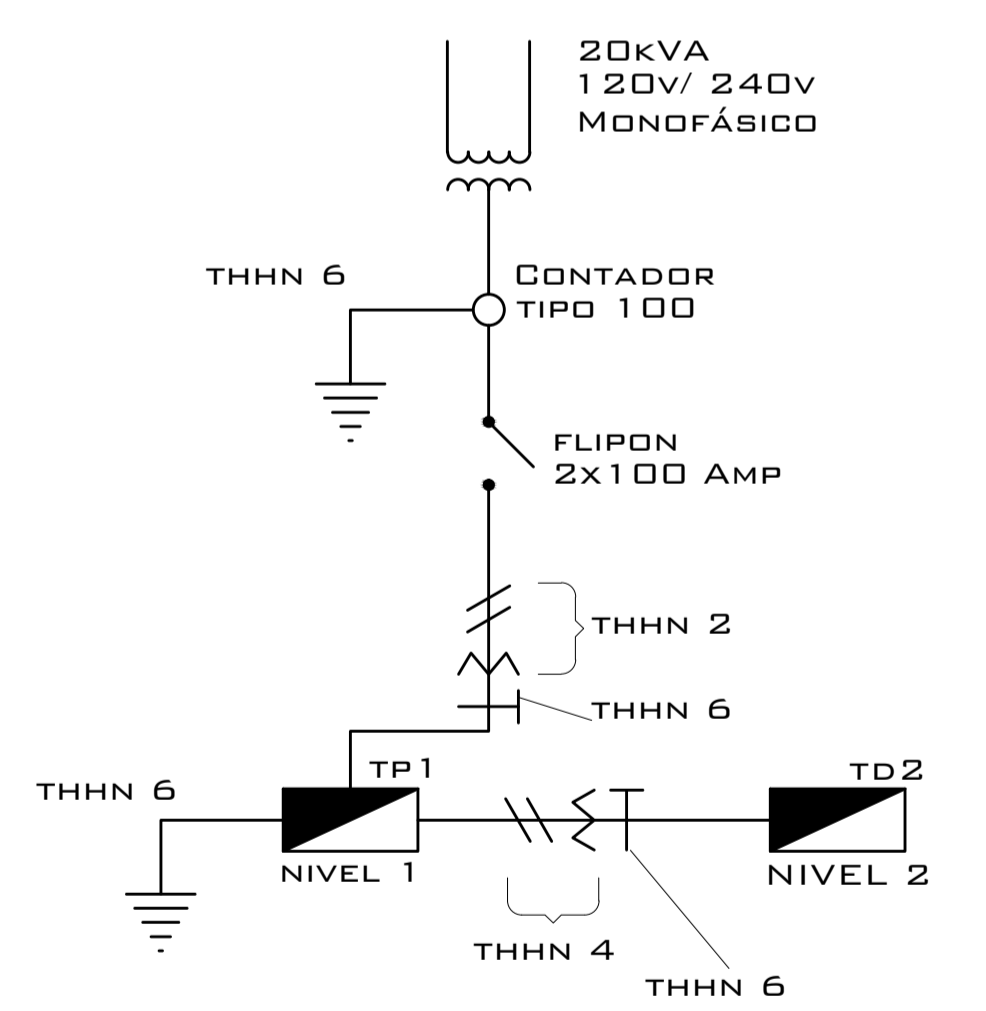 20kVA
120v/ 240v
Monofásico
THHN 6
Contador
tipo 100
flipon
2x100 Amp
THHN 2
THHN 6
TP1
TD2
THHN 6
NIVEL 1
NIVEL 2
THHN 4
THHN 6